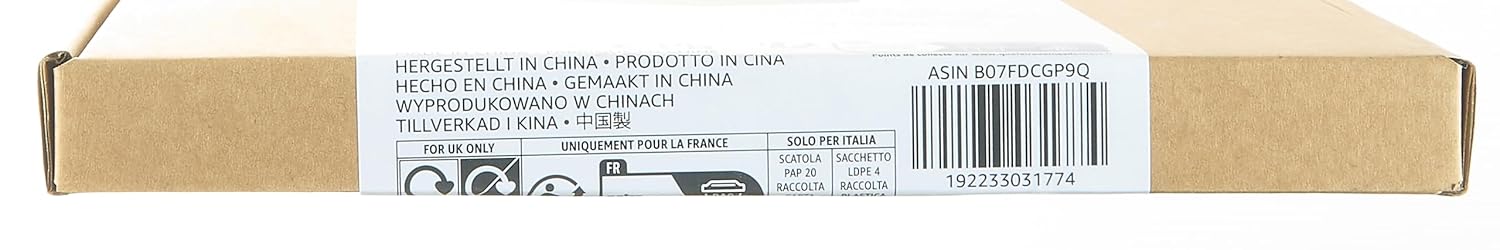 HERGESTELLT IN CHINA • PRODOTTO IN CINA
HECHO EN CHINA • GEMAAKT IN CHINA
WYPRODUKOWANO W CHINACH
TILLVERKAD I KINA • 中国製
FOR UK ONLY
UNIQUEMENT POUR LA FRANCE
SOLO PER ITALIA
FR
SCATOLA
PAP 20
RACCOLTA
SACCHETTO
LDPE 4
RACCOLTA
PLASTICA
ASIN B07FDCGP9Q
192233031774